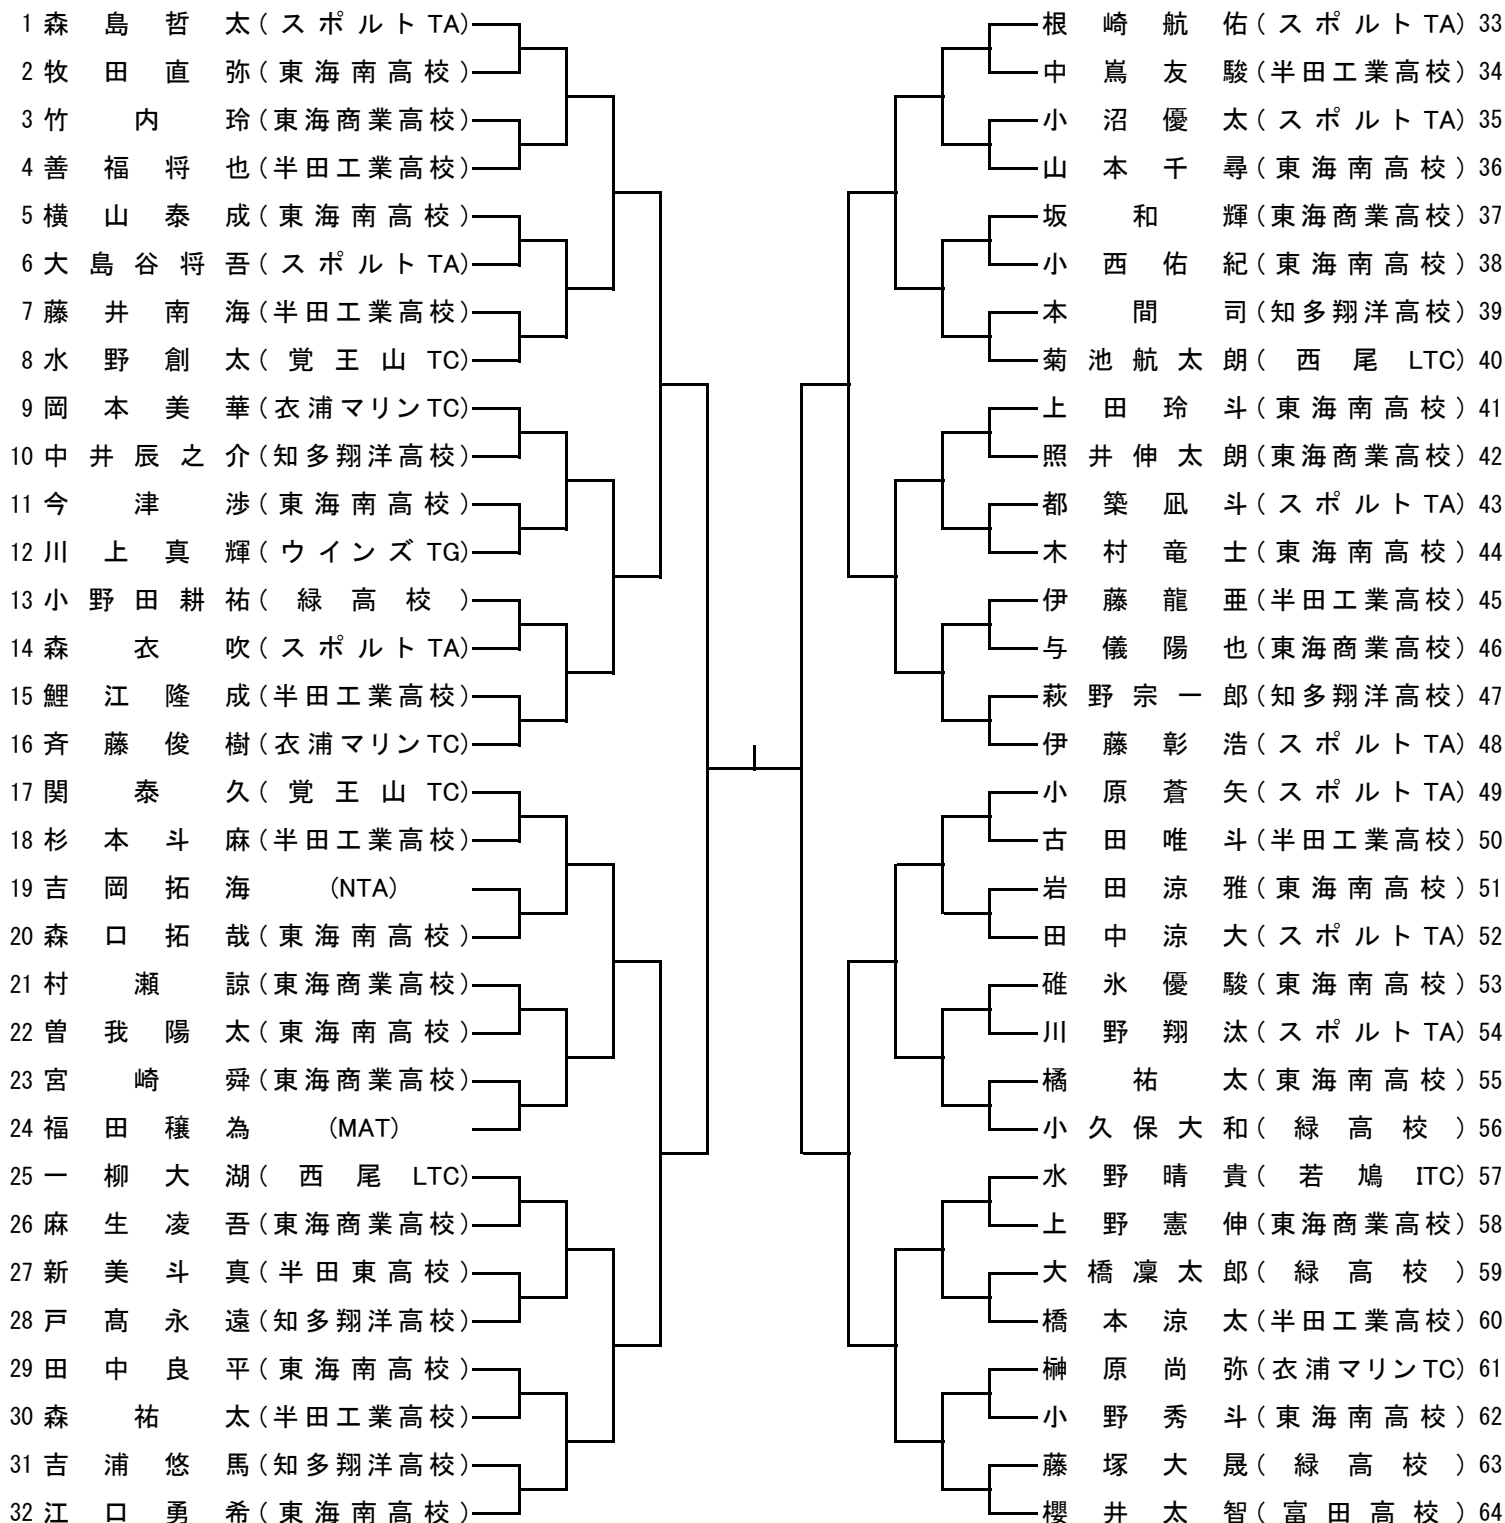 1 森島哲太(スポルトTA)
2 牧田直弥(東海南高校)
3 竹内玲(東海商業高校)
4 善福将也(半田工業高校)
5 横山泰成(東海南高校)
6 大島谷将吾(スポルトTA)
7 藤井南海(半田工業高校)
8 水野創太(覚王山TC)
9 岡本美華(衣浦マリンTC)
10 中井辰之介(知多翔洋高校)
11 今津渉(東海南高校)
12 川上真輝(ウインズTG)
13 小野田耕祐(緑高校)
14 森衣吹(スポルトTA)
15 鯉江隆成(半田工業高校)
16 斉藤俊樹(衣浦マリンTC)
17 関泰久(覚王山TC)
18 杉本斗麻(半田工業高校)
19 吉岡拓海(NTA)
20 森口拓哉(東海南高校)
21 村瀬諒(東海商業高校)
22 曽我陽太(東海南高校)
23 宮崎舜(東海商業高校)
24 福田穣為(MAT)
25 一柳大湖(西尾LTC)
26 麻生凌吾(東海商業高校)
27 新美斗真(半田東高校)
28 戸髙永遠(知多翔洋高校)
29 田中良平(東海南高校)
30 森祐太(半田工業高校)
31 吉浦悠馬(知多翔洋高校)
32 江口勇希(東海南高校)
根崎航佑(スポルトTA) 33
中嶌友駿(半田工業高校) 34
小沼優太(スポルトTA) 35
山本千尋(東海南高校) 36
坂和輝(東海商業高校) 37
小西佑紀(東海南高校) 38
本間司(知多翔洋高校) 39
菊池航太朗(西尾LTC) 40
上田玲斗(東海南高校) 41
照井伸太朗(東海商業高校) 42
都築凪斗(スポルトTA) 43
木村竜士(東海南高校) 44
伊藤龍亜(半田工業高校) 45
与儀陽也(東海商業高校) 46
萩野宗一郎(知多翔洋高校) 47
伊藤彰浩(スポルトTA) 48
小原蒼矢(スポルトTA) 49
古田唯斗(半田工業高校) 50
岩田涼雅(東海南高校) 51
田中涼大(スポルトTA) 52
碓氷優駿(東海南高校) 53
川野翔汰(スポルトTA) 54
橘祐太(東海南高校) 55
小久保大和(緑高校) 56
水野晴貴(若鳩ITC) 57
上野憲伸(東海商業高校) 58
大橋凜太郎(緑高校) 59
橋本涼太(半田工業高校) 60
榊原尚弥(衣浦マリンTC) 61
小野秀斗(東海南高校) 62
藤塚大晟(緑高校) 63
櫻井太智(富田高校) 64